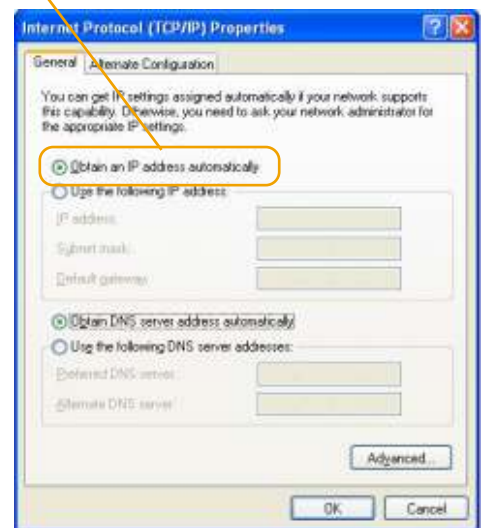 Internet Protocol (TCP/IP) Properties
General
Alternate Configuration
You can get IP settings assigned automatically if your network supports
this capability. Otherwise, you need to ask your network administrator for
the appropriate IP settings.
Obtain an IP address automatically
Use the following IP address:
IP address:
Subnet mask:
Default gateway:
Obtain DNS server address automatically
Use the following DNS server addresses:
Preferred DNS server:
Alternate DNS server:
Advanced...
OK
Cancel